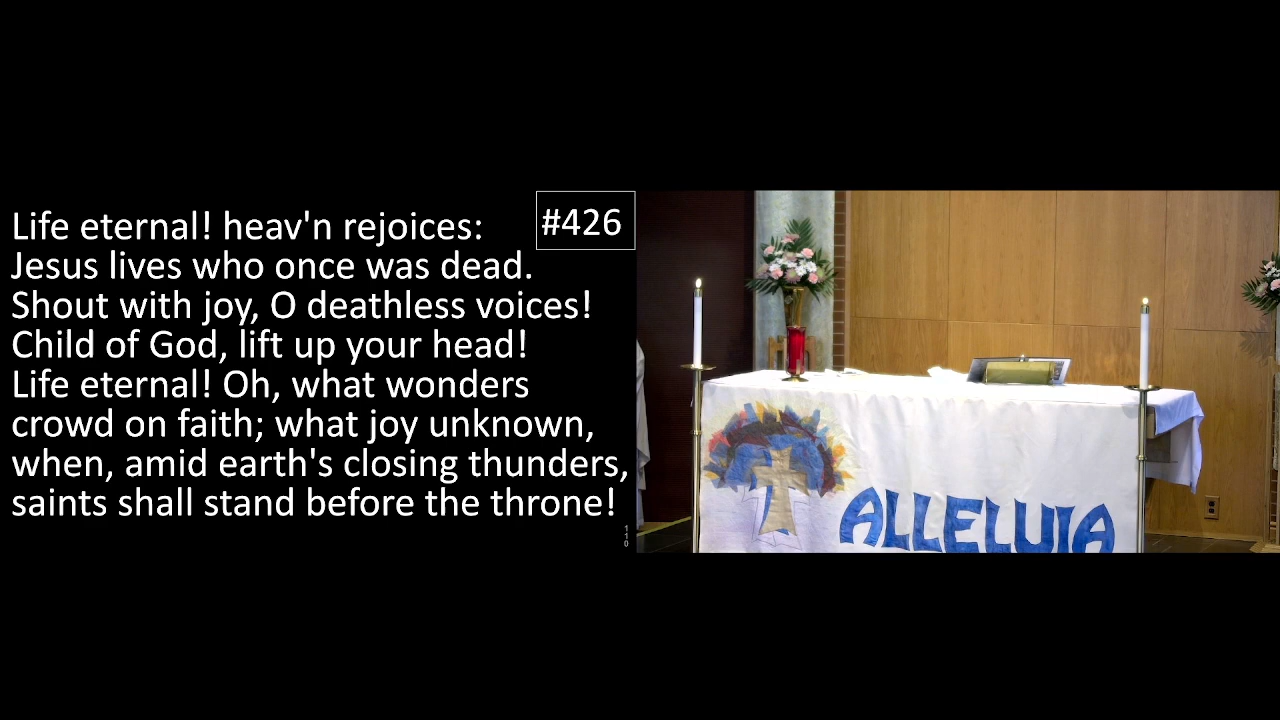 Life eternal! heav'n rejoices:
#426
Jesus lives who once was dead.
Shout with joy, O deathless voices!
Child of God, lift up your head!
Life eternal! Oh, what wonders
crowd on faith; what joy unknown,
when, amid earth's closing thunders,
saints shall stand before the throne!
110
ALLELUIA